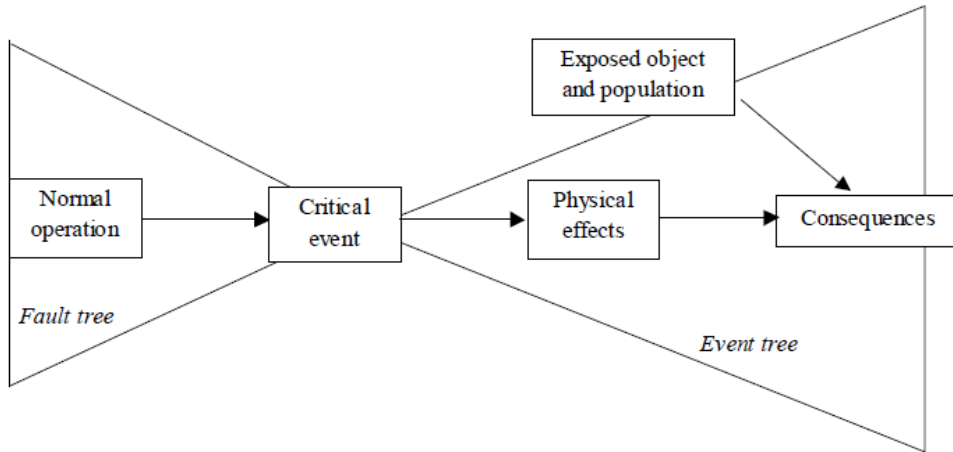 Exposed object
and population
Normal
operation
Critical
event
Physical
effects
Consequences
Fault tree
Event tree